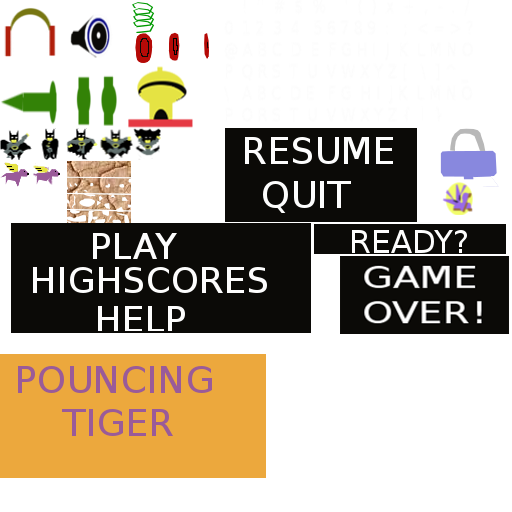 RESUME
QUIT
PLAY
HIGHSCORES
HELP
READY?
GAME
OVER!
POUNCING
TIGER